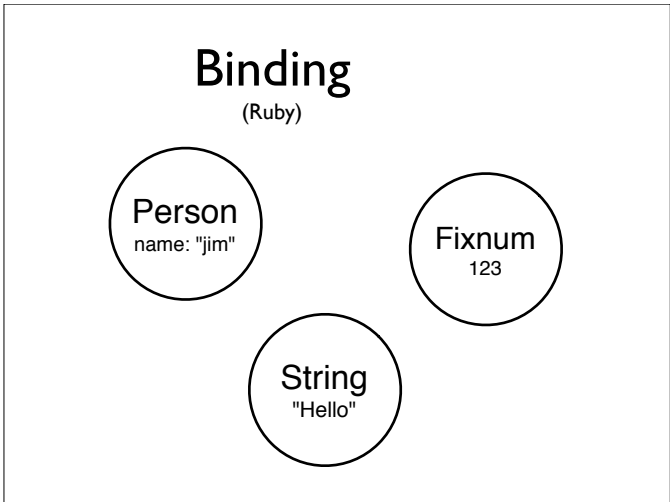 Binding
(Ruby)
Person
name: "jim"
Fixnum
123
String
"Hello"